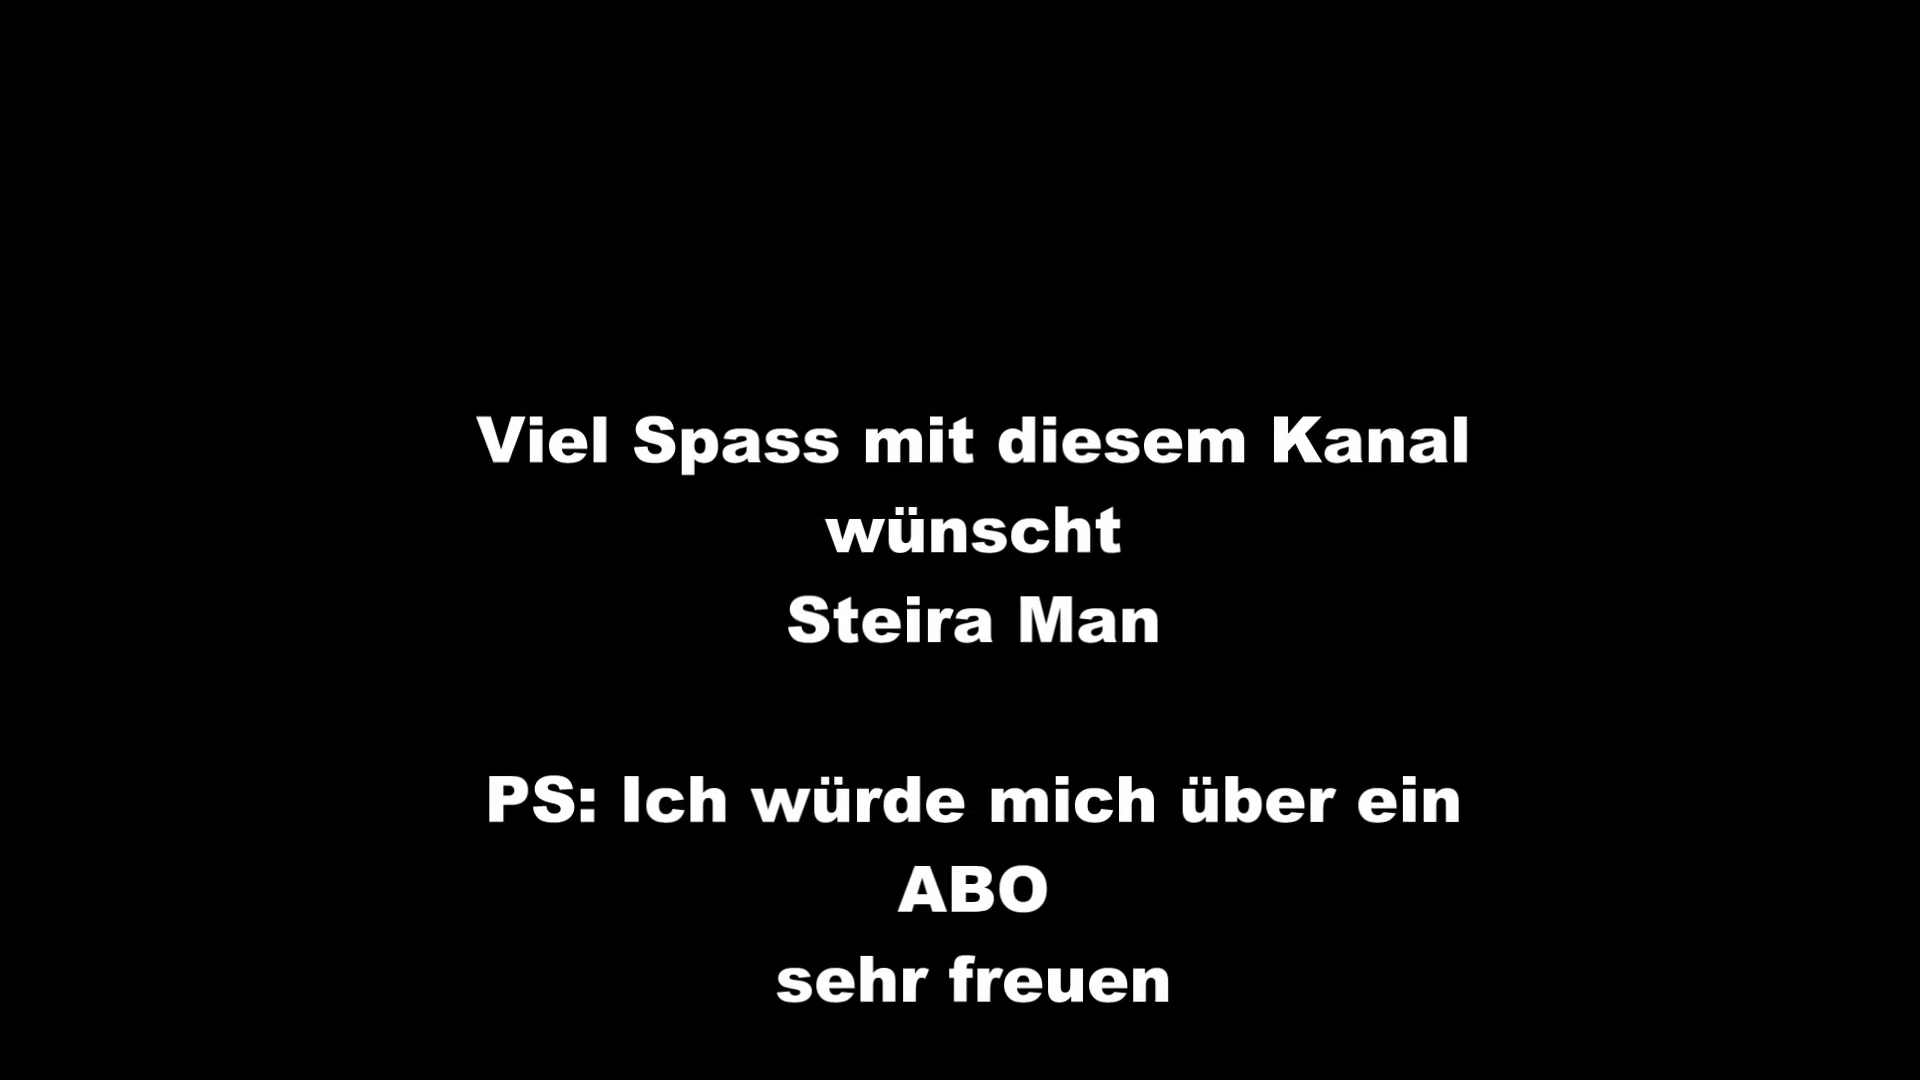 Viel Spass mit diesem Kanal
wünscht
Steira Man
PS: Ich würde mich über ein
ABO
sehr freuen